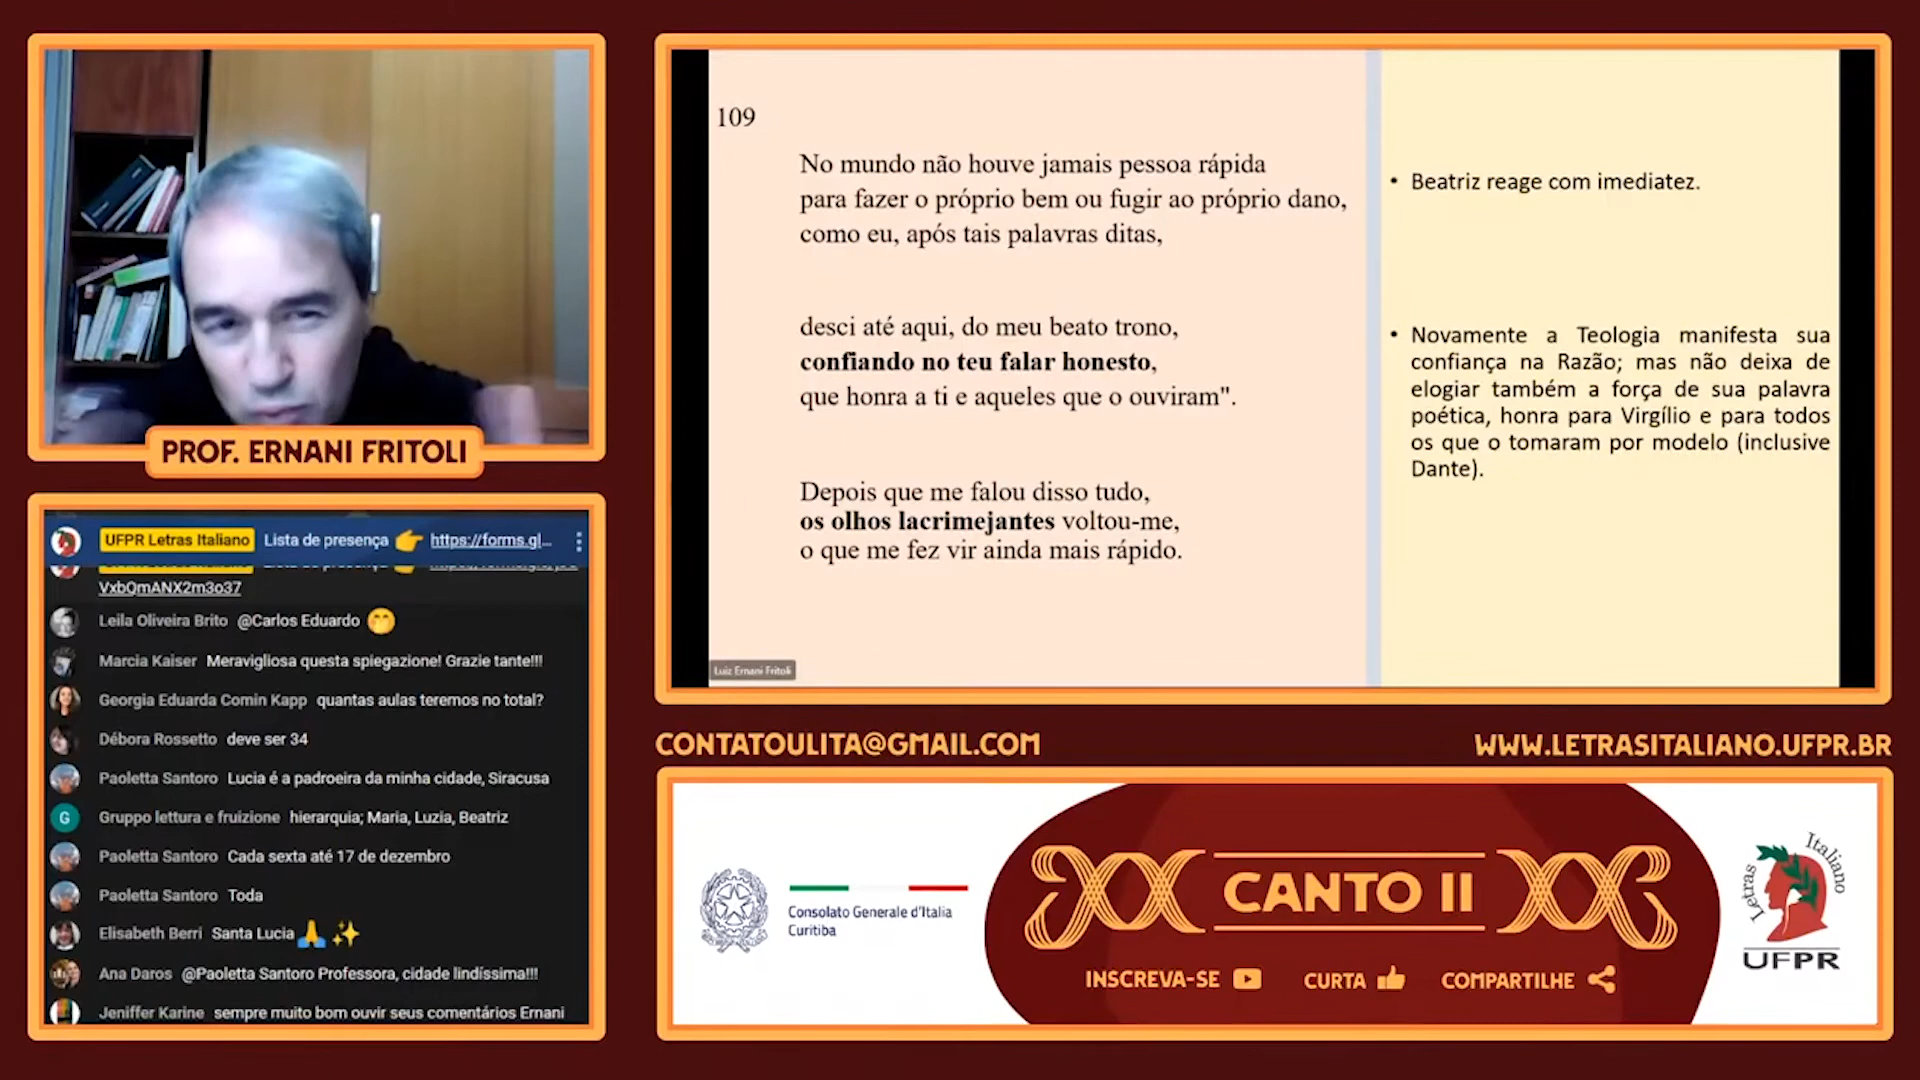 PROF. ERNANI FRITOLI
UFPR Letras Italiano Lista de presença 👉 https://forms.gl...
VxbQmANX2m3o37
Leila Oliveira Brito @Carlos Eduardo 🤭
Marcia Kaiser Meravigliosa questa spiegazione! Grazie tante!!!
Georgia Eduarda Comin Kapp quantas aulas teremos no total?
Débora Rossetto deve ser 34
Paoletta Santoro Lucia é a padroeira da minha cidade, Siracusa
G Gruppo lettura e fruizione hierarquia; Maria, Luzia, Beatriz
Paoletta Santoro Cada sexta até 17 de dezembro
Paoletta Santoro Toda
Elisabeth Berri Santa Lucia 🙏✨
Ana Daros @Paoletta Santoro Professora, cidade lindíssima!!!
Jeniffer Karine sempre muito bom ouvir seus comentários Ernani
109
No mundo não houve jamais pessoa rápida
para fazer o próprio bem ou fugir ao próprio dano,
como eu, após tais palavras ditas,
desci até aqui, do meu beato trono,
confiando no teu falar honesto,
que honra a ti e aqueles que o ouviram".
Depois que me falou disso tudo,
os olhos lacrimejantes voltou-me,
o que me fez vir ainda mais rápido.
Luiz Ernani Fritoli
• Beatriz reage com imediatez.
• Novamente a Teologia manifesta sua
confiança na Razão; mas não deixa de
elogiar também a força de sua palavra
poética, honra para Virgílio e para todos
os que o tomaram por modelo (inclusive
Dante).
CONTATOULITA@GMAIL.COM
WWW.LETRASITALIANO.UFPR.BR
Consolato Generale d'Italia
Curitiba
CANTO II
INSCREVA-SE
CURTA
COMPARTILHE
Letras Italiano
UFPR